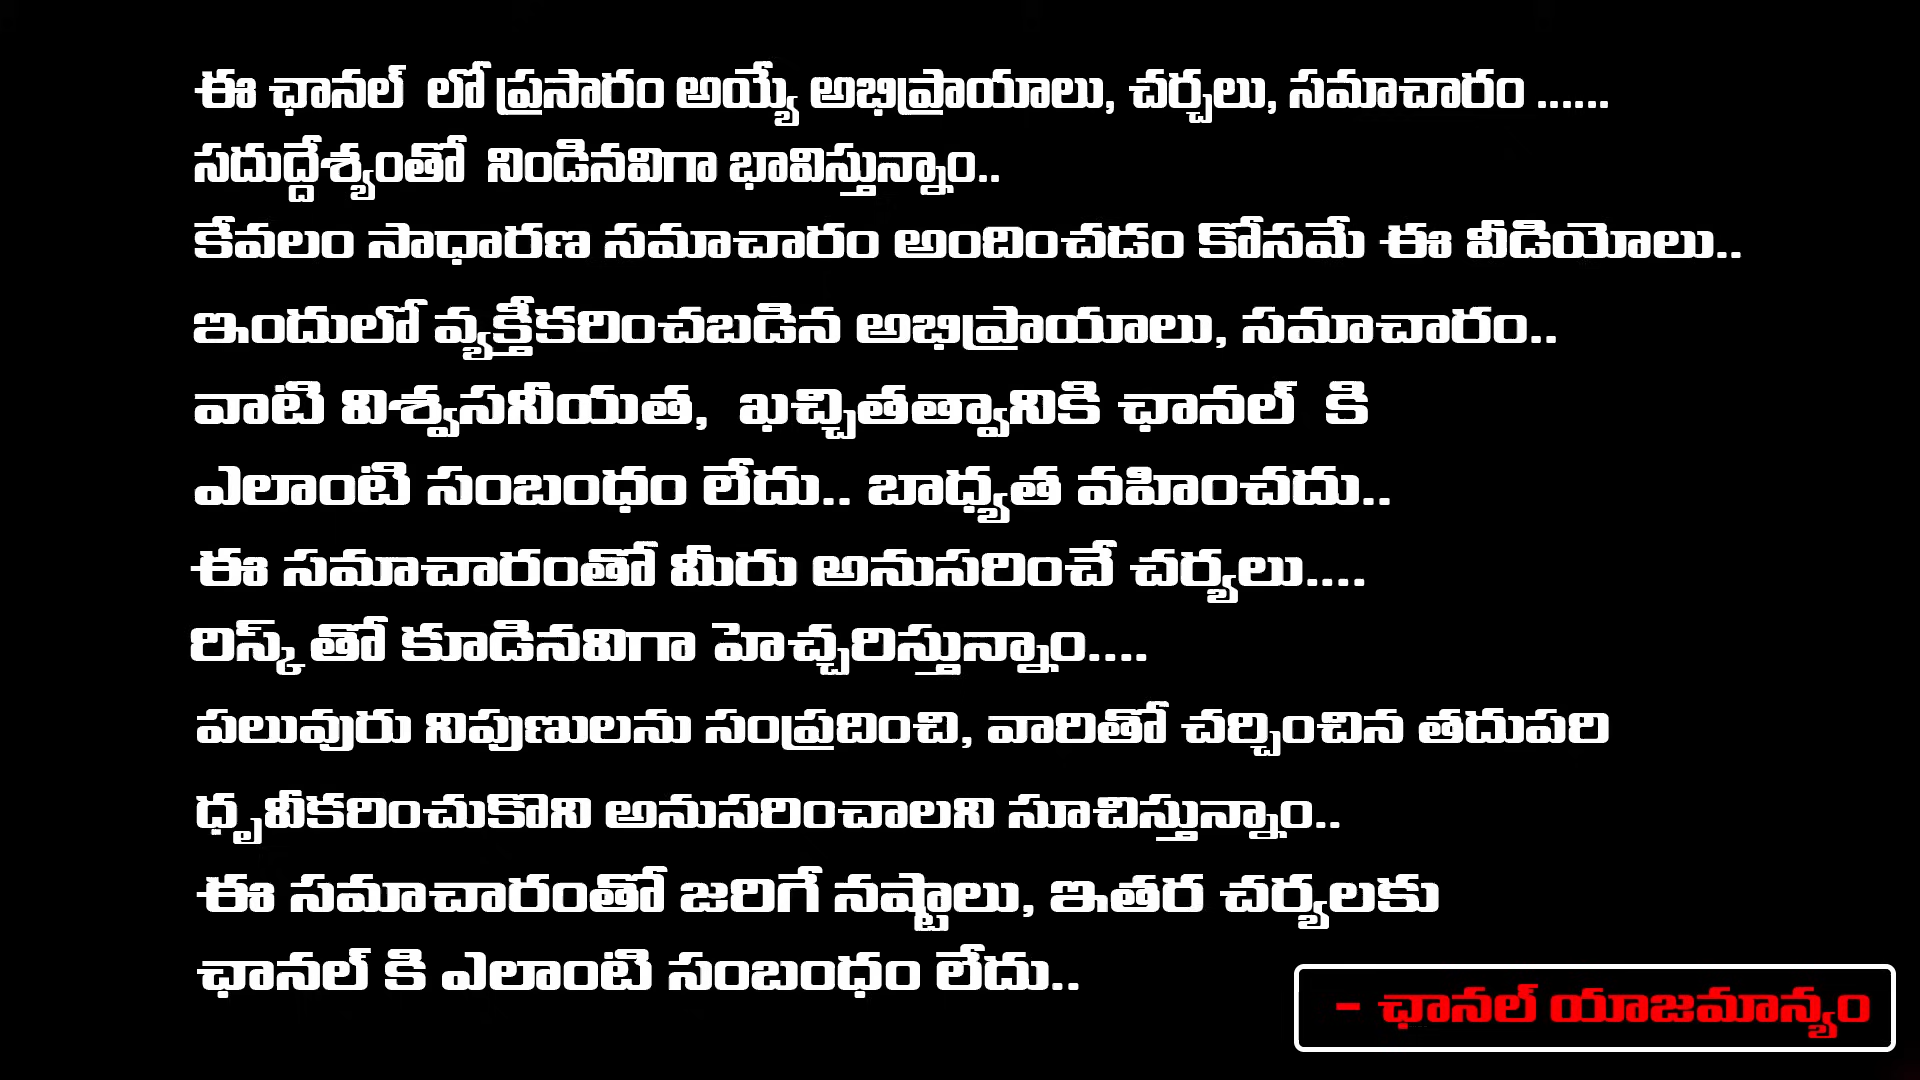 ఈ ఛానల్ లో ప్రసారం అయ్యే అభిప్రాయాలు, చర్చలు, సమాచారం ......
సదుద్దేశ్యంతో నిండినవిగా భావిస్తున్నాం..
కేవలం సాధారణ సమాచారం అందించడం కోసమే ఈ వీడియోలు..
ఇందులో వ్యక్తీకరించబడిన అభిప్రాయాలు, సమాచారం..
వాటి విశ్వసనీయత, ఖచ్చితత్వానికి ఛానల్ కి
ఎలాంటి సంబంధం లేదు.. బాధ్యత వహించదు..
ఈ సమాచారంతో మీరు అనుసరించే చర్యలు....
రిస్క్ తో కూడినవిగా హెచ్చరిస్తున్నాం....
పలువురు నిపుణులను సంప్రదించి, వారితో చర్చించిన తదుపరి
ధృవీకరించుకొని అనుసరించాలని సూచిస్తున్నాం..
ఈ సమాచారంతో జరిగే నష్టాలు, ఇతర చర్యలకు
ఛానల్ కి ఎలాంటి సంబంధం లేదు..
- ఛానల్ యాజమాన్యం